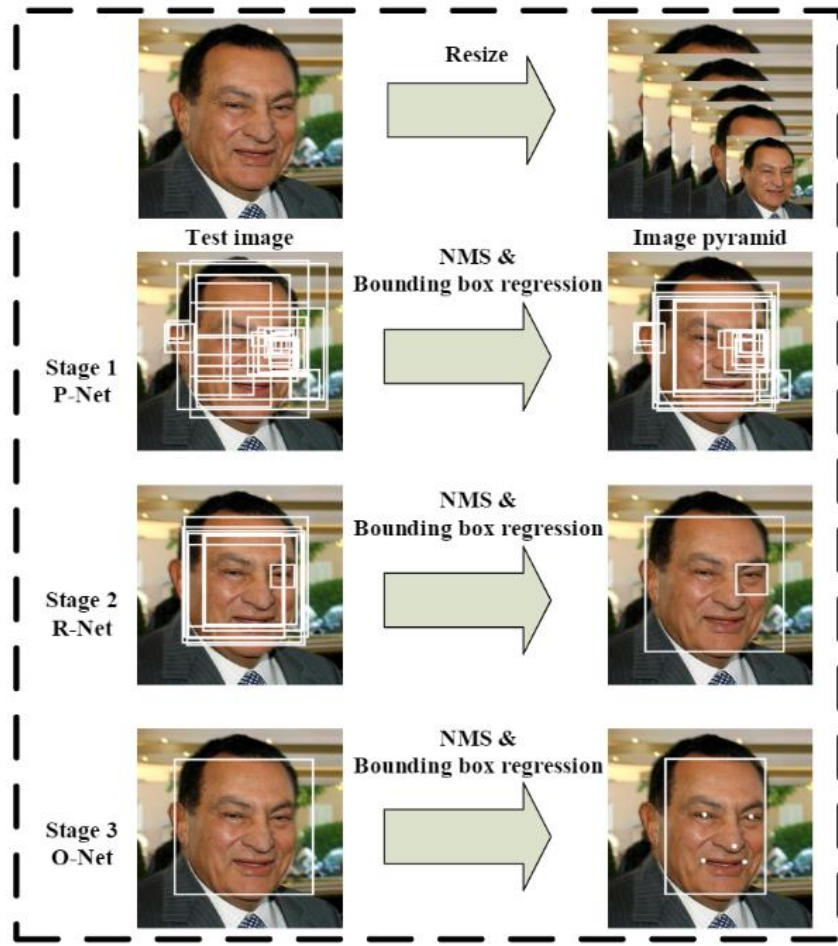 Resize
Test image
Image pyramid
NMS &
Bounding box regression
Stage 1
P-Net
NMS &
Bounding box regression
Stage 2
R-Net
NMS &
Bounding box regression
Stage 3
O-Net